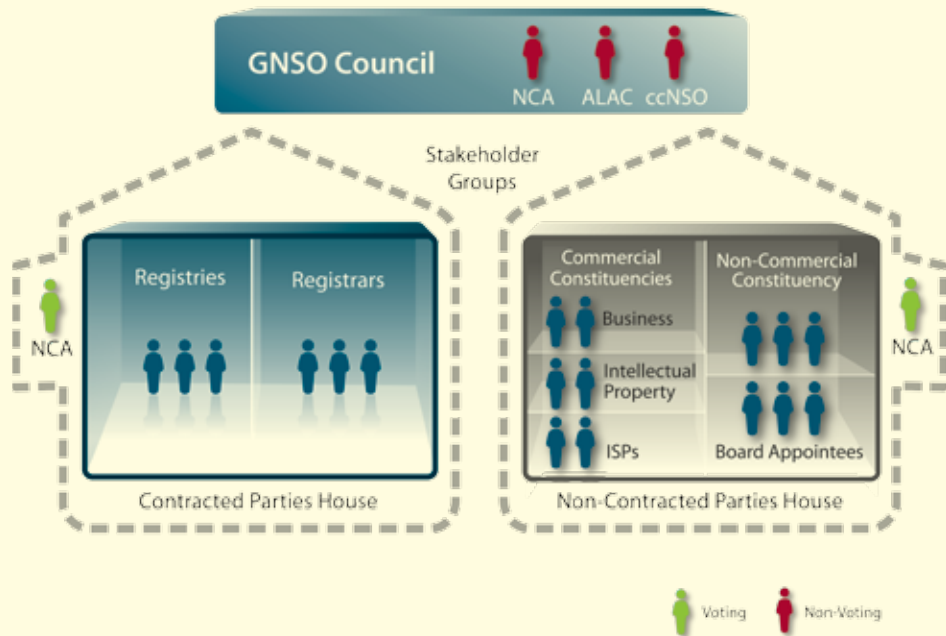 GNSO Council
NCA
ALAC
ccNSO
Stakeholder
Groups
Registries
Registrars
NCA
Contracted Parties House
Commercial
Constituencies
Business
Intellectual
Property
ISPs
Non-Commercial
Constituency
Board Appointees
NCA
Non-Contracted Parties House
Voting
Non-Voting